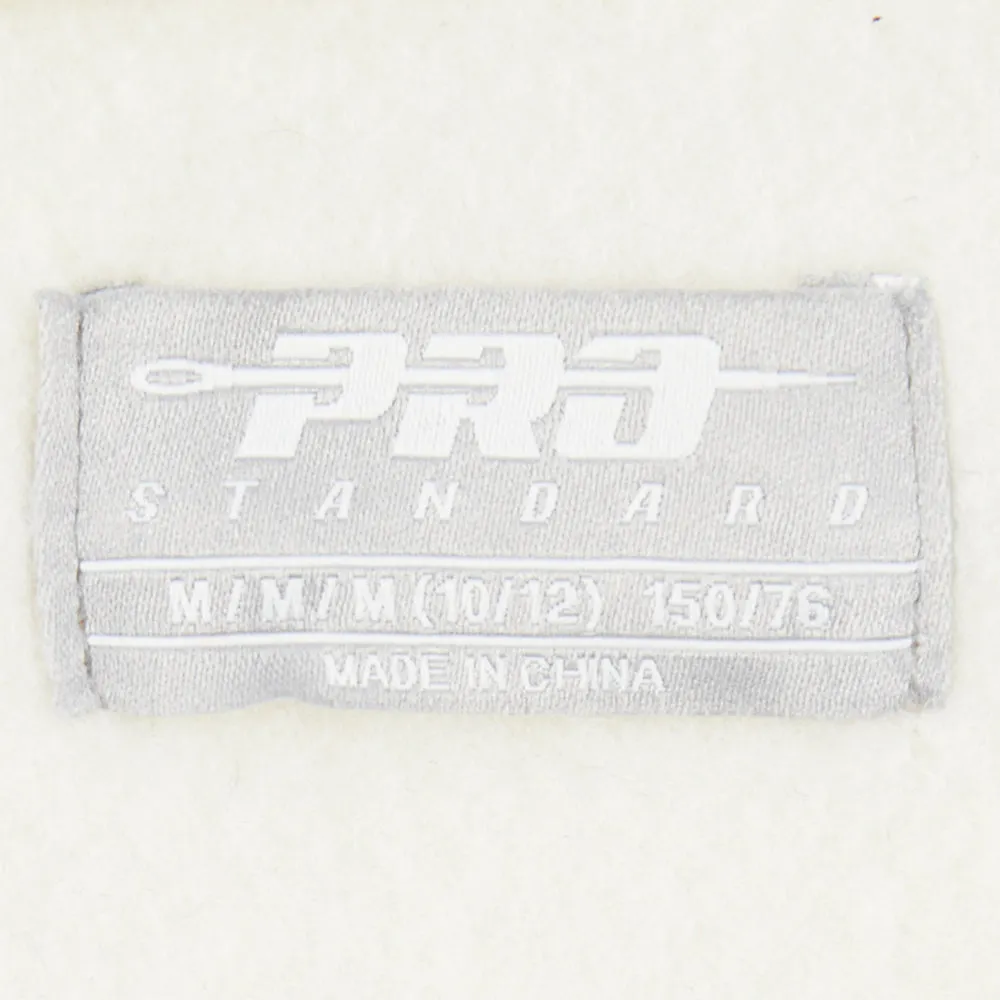 PRO
STANDARD
M/M/M (10/12) 150/76
MADE IN CHINA